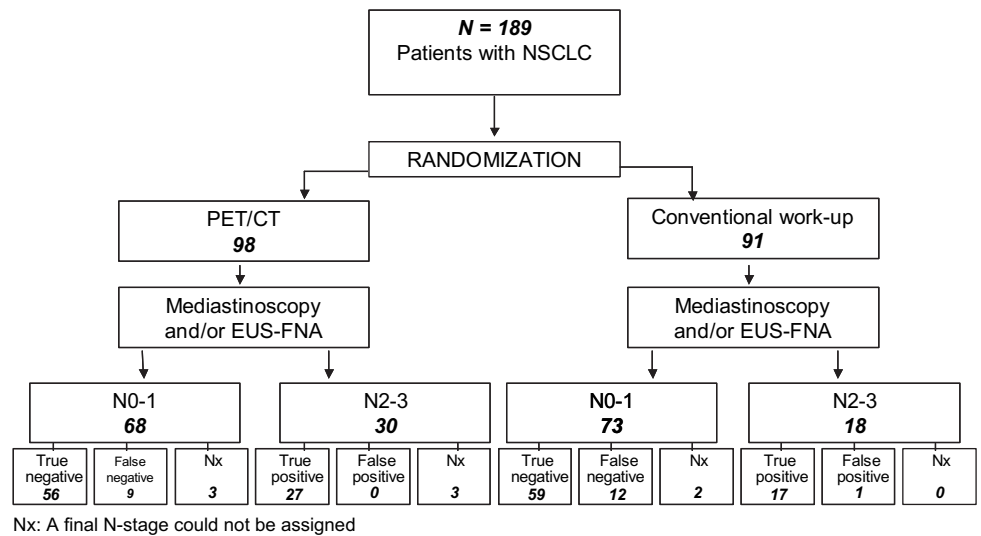 N = 189
Patients with NSCLC
RANDOMIZATION
PET/CT
98
Conventional work-up
91
Mediastinoscopy
and/or EUS-FNA
Mediastinoscopy
and/or EUS-FNA
N0-1
68
N2-3
30
N0-1
73
N2-3
18
True
negative
56
False
negative
9
Nx
3
True
positive
27
False
positive
0
Nx
3
True
negative
59
False
negative
12
Nx
2
True
positive
17
False
positive
1
Nx
0
Nx: A final N-stage could not be assigned